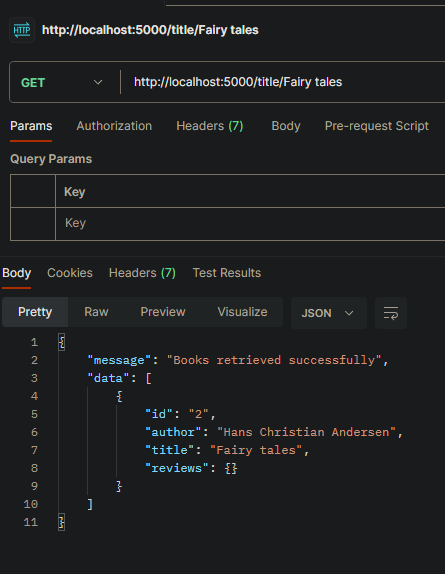 HTTP http://localhost:5000/title/Fairy tales
GET http://localhost:5000/title/Fairy tales
Params Authorization Headers (7) Body Pre-request Script
Query Params
Key
Key
Body Cookies Headers (7) Test Results
Pretty Raw Preview Visualize JSON
1 {
2 "message": "Books retrieved successfully",
3 "data": [
4 {
5 "id": "2",
6 "author": "Hans Christian Andersen",
7 "title": "Fairy tales",
8 "reviews": {}
9 }
10 ]
11 }